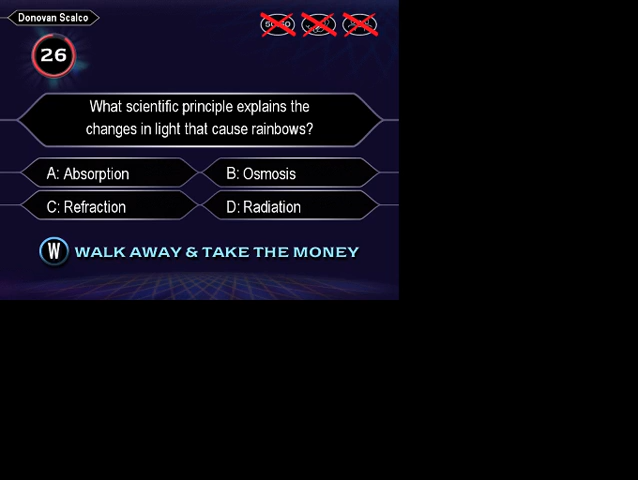 Donovan Scalco
26
What scientific principle explains the
changes in light that cause rainbows?
A: Absorption
B: Osmosis
C: Refraction
D: Radiation
W WALK AWAY & TAKE THE MONEY